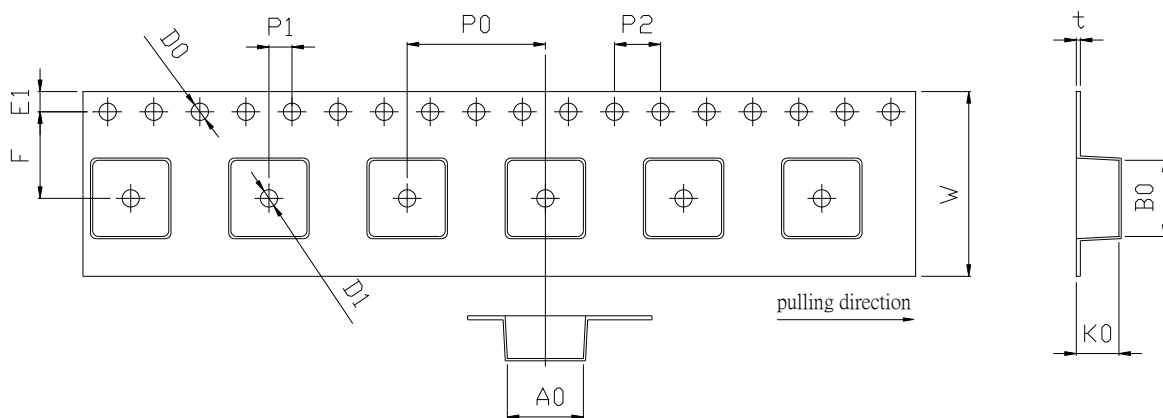 P1
P0
P2
t
D0
E1
F
W
B0
D1
pulling direction
K0
A0